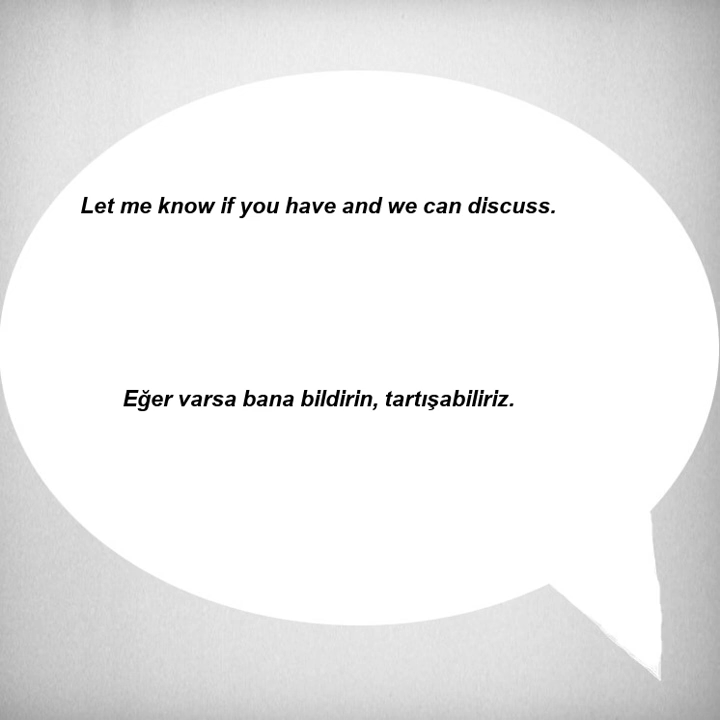 Let me know if you have and we can discuss.
Eğer varsa bana bildirin, tartışabiliriz.